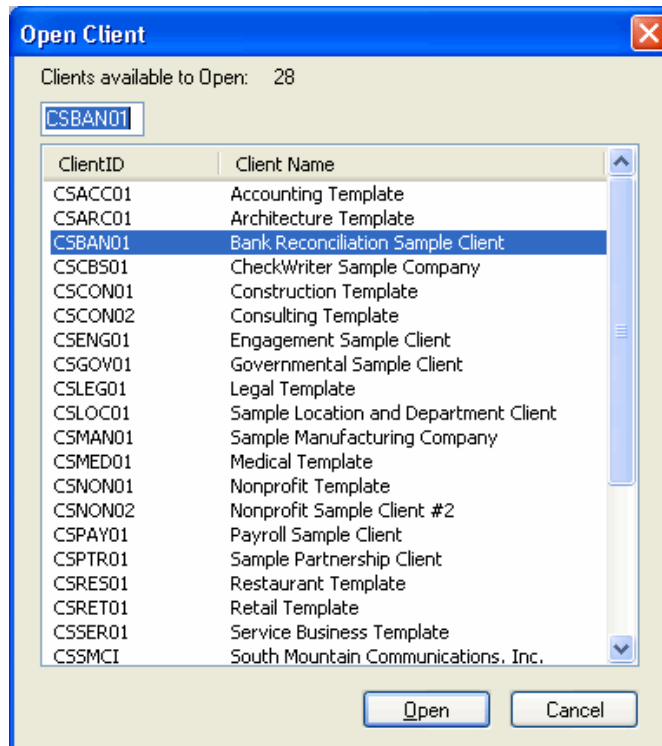 Open Client
Clients available to Open: 28
CSBAN01
ClientID Client Name
CSACC01 Accounting Template
CSARC01 Architecture Template
CSBAN01 Bank Reconciliation Sample Client
CSCBS01 CheckWriter Sample Company
CSCON01 Construction Template
CSCON02 Consulting Template
CSENG01 Engagement Sample Client
CSGOV01 Governmental Sample Client
CSLEG01 Legal Template
CSLOC01 Sample Location and Department Client
CSMAN01 Sample Manufacturing Company
CSMED01 Medical Template
CSNON01 Nonprofit Template
CSNON02 Nonprofit Sample Client #2
CSPAY01 Payroll Sample Client
CSPTR01 Sample Partnership Client
CSRES01 Restaurant Template
CSRET01 Retail Template
CSSER01 Service Business Template
CSSMCI South Mountain Communications, Inc.
Open Cancel